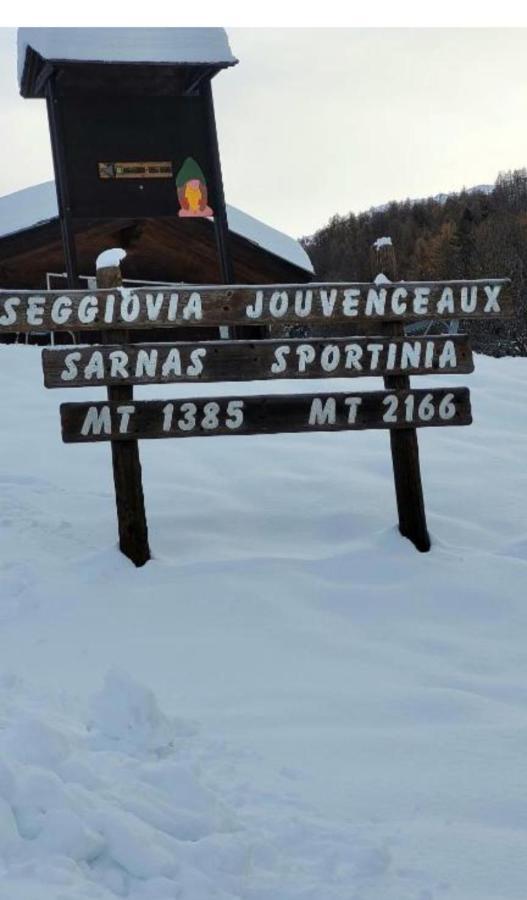 SEGGIOVIA JOUVENCEAUX
SARNAS SPORTINIA
MT 1385 MT 2166